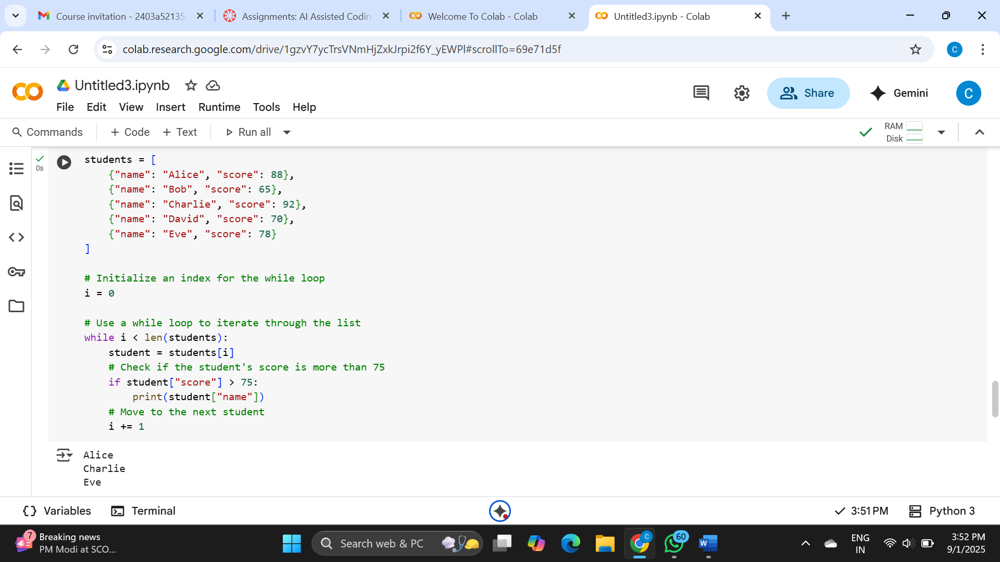 Course invitation - 2403a52135
Assignments: AI Assisted Coding
Welcome To Colab - Colab
Untitled3.ipynb - Colab
colab.research.google.com/drive/1gzvY7ycTrsVNmHjZxkJrpi2f6Y_yEWPl#scrollTo=69e71d5f
C
Untitled3.ipynb
Share
Gemini
C
File Edit View Insert Runtime Tools Help
Commands + Code + Text Run all
RAM
Disk
0s
students = [
    {"name": "Alice", "score": 88},
    {"name": "Bob", "score": 65},
    {"name": "Charlie", "score": 92},
    {"name": "David", "score": 70},
    {"name": "Eve", "score": 78}
]
# Initialize an index for the while loop
i = 0
# Use a while loop to iterate through the list
while i < len(students):
    student = students[i]
    # Check if the student's score is more than 75
    if student["score"] > 75:
        print(student["name"])
    # Move to the next student
    i += 1
Alice
Charlie
Eve
{} Variables Terminal
3:51 PM Python 3
7
Breaking news
PM Modi at SCO...
Search web & PC
C
60
W
ENG
IN
3:52 PM
9/1/2025